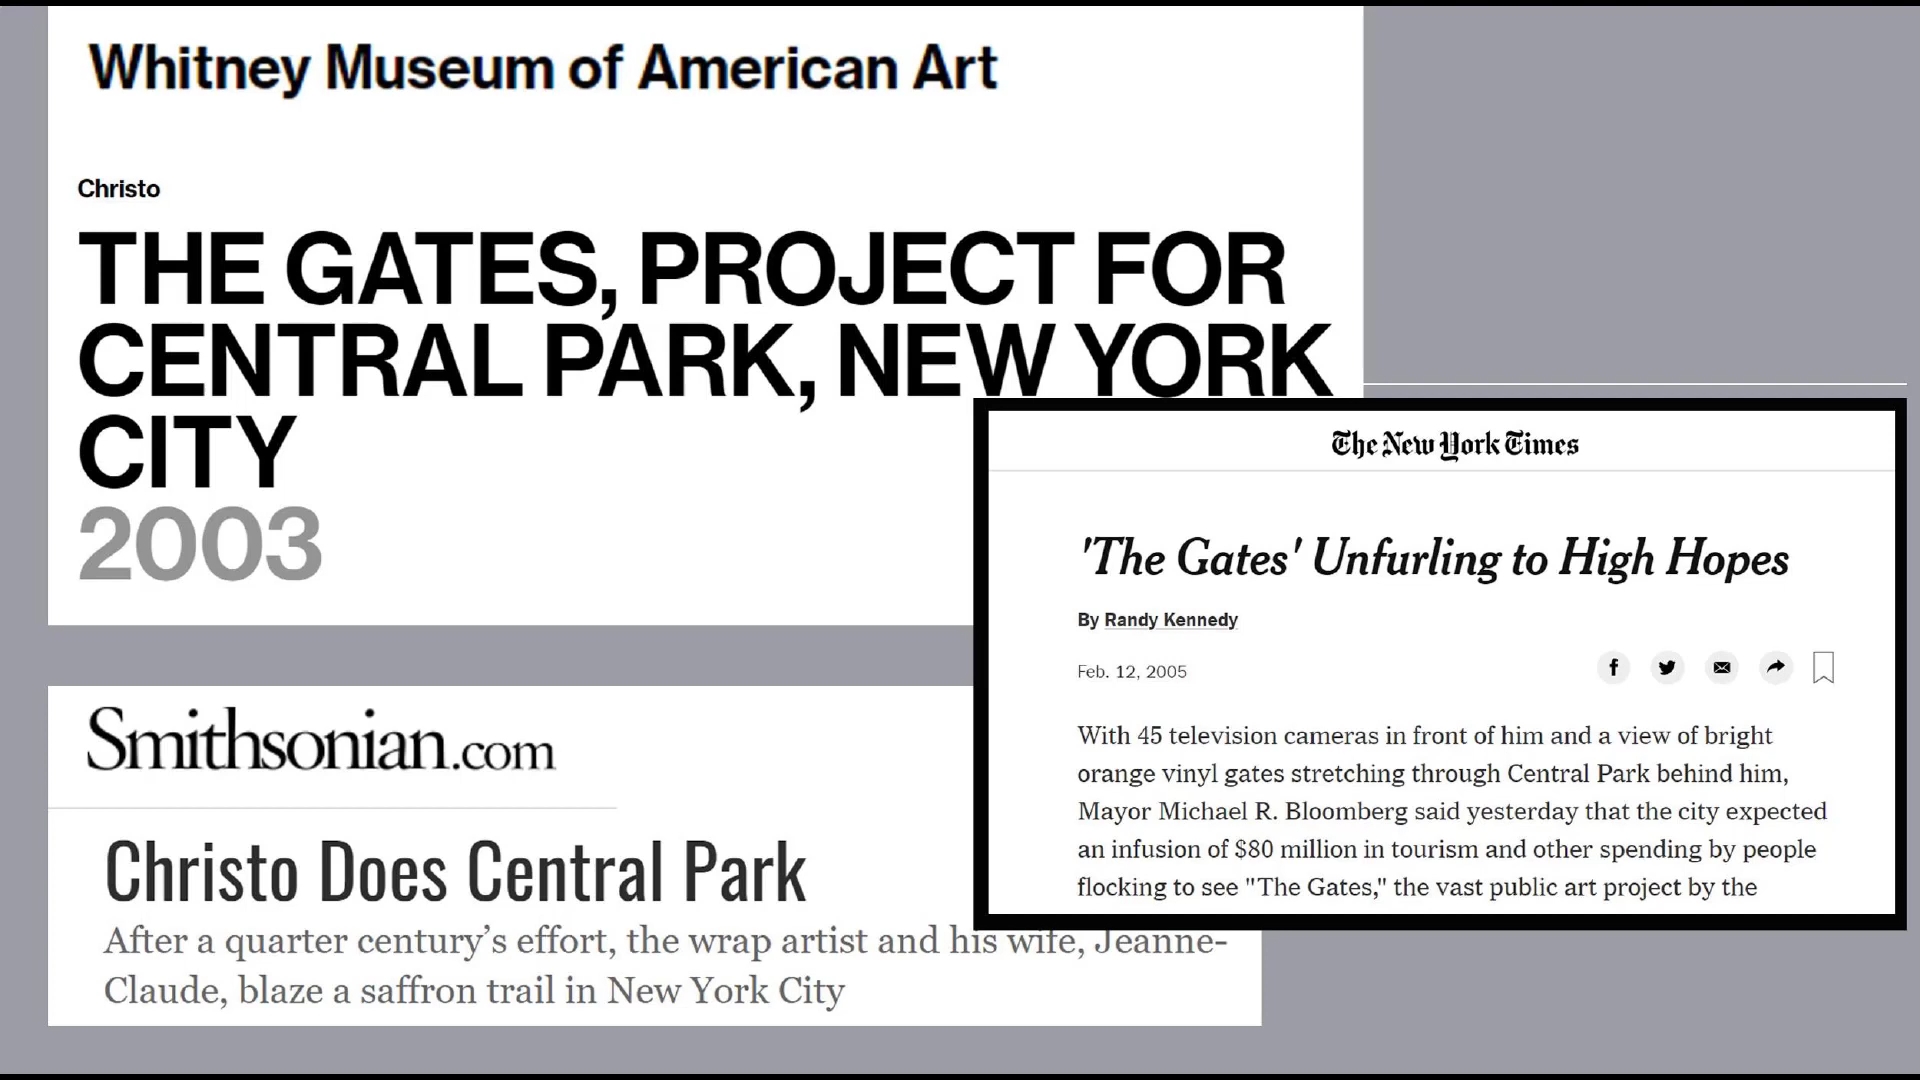 Whitney Museum of American Art
Christo
THE GATES, PROJECT FOR
CENTRAL PARK, NEW YORK
CITY
2003
Smithsonian.com
Christo Does Central Park
After a quarter century’s effort, the wrap artist and his wife, Jeanne-
Claude, blaze a saffron trail in New York City
The New York Times
'The Gates' Unfurling to High Hopes
By Randy Kennedy
Feb. 12, 2005
With 45 television cameras in front of him and a view of bright
orange vinyl gates stretching through Central Park behind him,
Mayor Michael R. Bloomberg said yesterday that the city expected
an infusion of $80 million in tourism and other spending by people
flocking to see "The Gates," the vast public art project by the